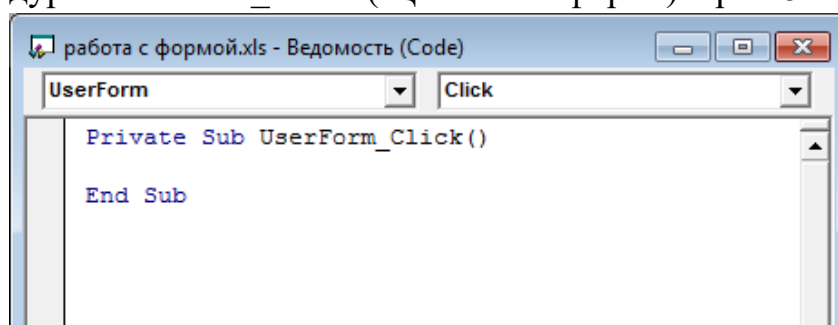 работа с формой.xls - Ведомость (Code)
UserForm Click
Private Sub UserForm_Click()
End Sub